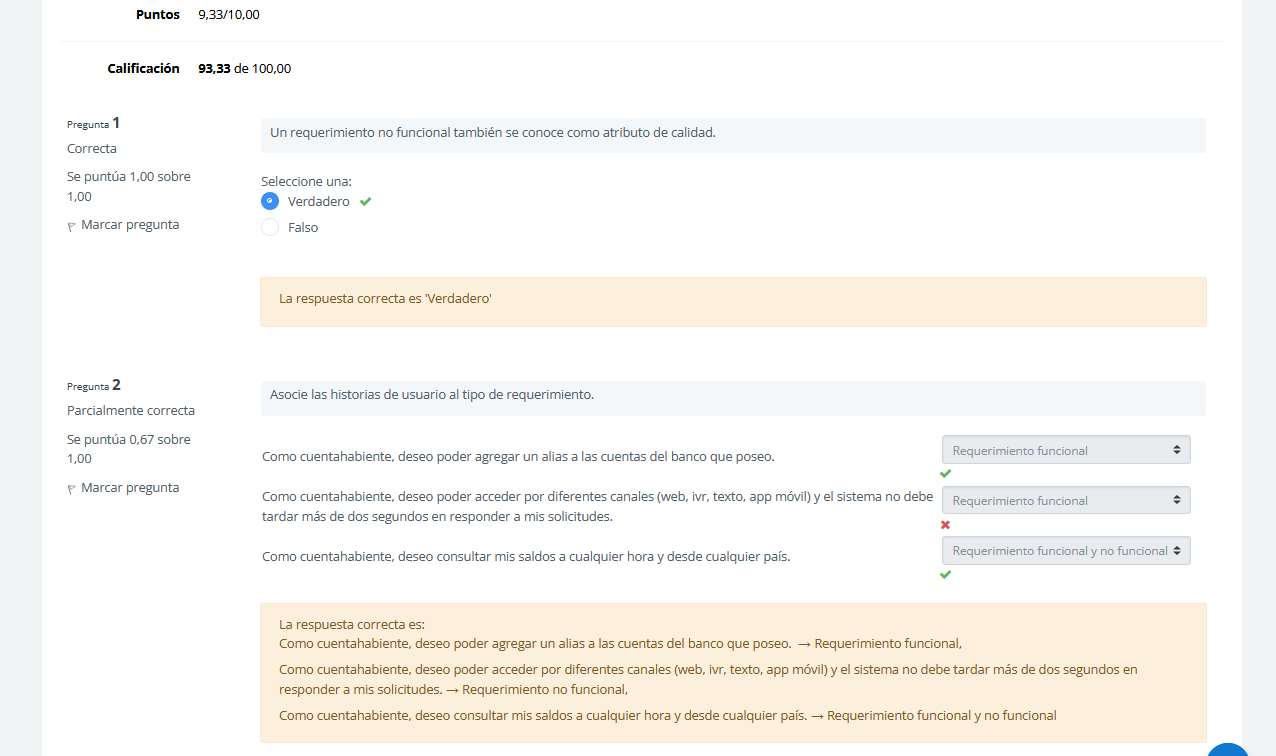 Puntos 9,33/10,00
Calificación 93,33 de 100,00
Pregunta 1
Correcta
Se puntúa 1,00 sobre
1,00
Marcar pregunta
Un requerimiento no funcional también se conoce como atributo de calidad.
Seleccione una:
Verdadero
Falso
La respuesta correcta es 'Verdadero'
Pregunta 2
Parcialmente correcta
Se puntúa 0,67 sobre
1,00
Marcar pregunta
Asocie las historias de usuario al tipo de requerimiento.
Como cuentahabiente, deseo poder agregar un alias a las cuentas del banco que poseo.
Requerimiento funcional
Como cuentahabiente, deseo poder acceder por diferentes canales (web, ivr, texto, app móvil) y el sistema no debe
tardar más de dos segundos en responder a mis solicitudes.
Requerimiento funcional
Como cuentahabiente, deseo consultar mis saldos a cualquier hora y desde cualquier país.
Requerimiento funcional y no funcional
La respuesta correcta es:
Como cuentahabiente, deseo poder agregar un alias a las cuentas del banco que poseo. → Requerimiento funcional,
Como cuentahabiente, deseo poder acceder por diferentes canales (web, ivr, texto, app móvil) y el sistema no debe tardar más de dos segundos en
responder a mis solicitudes. → Requerimiento no funcional,
Como cuentahabiente, deseo consultar mis saldos a cualquier hora y desde cualquier país. → Requerimiento funcional y no funcional